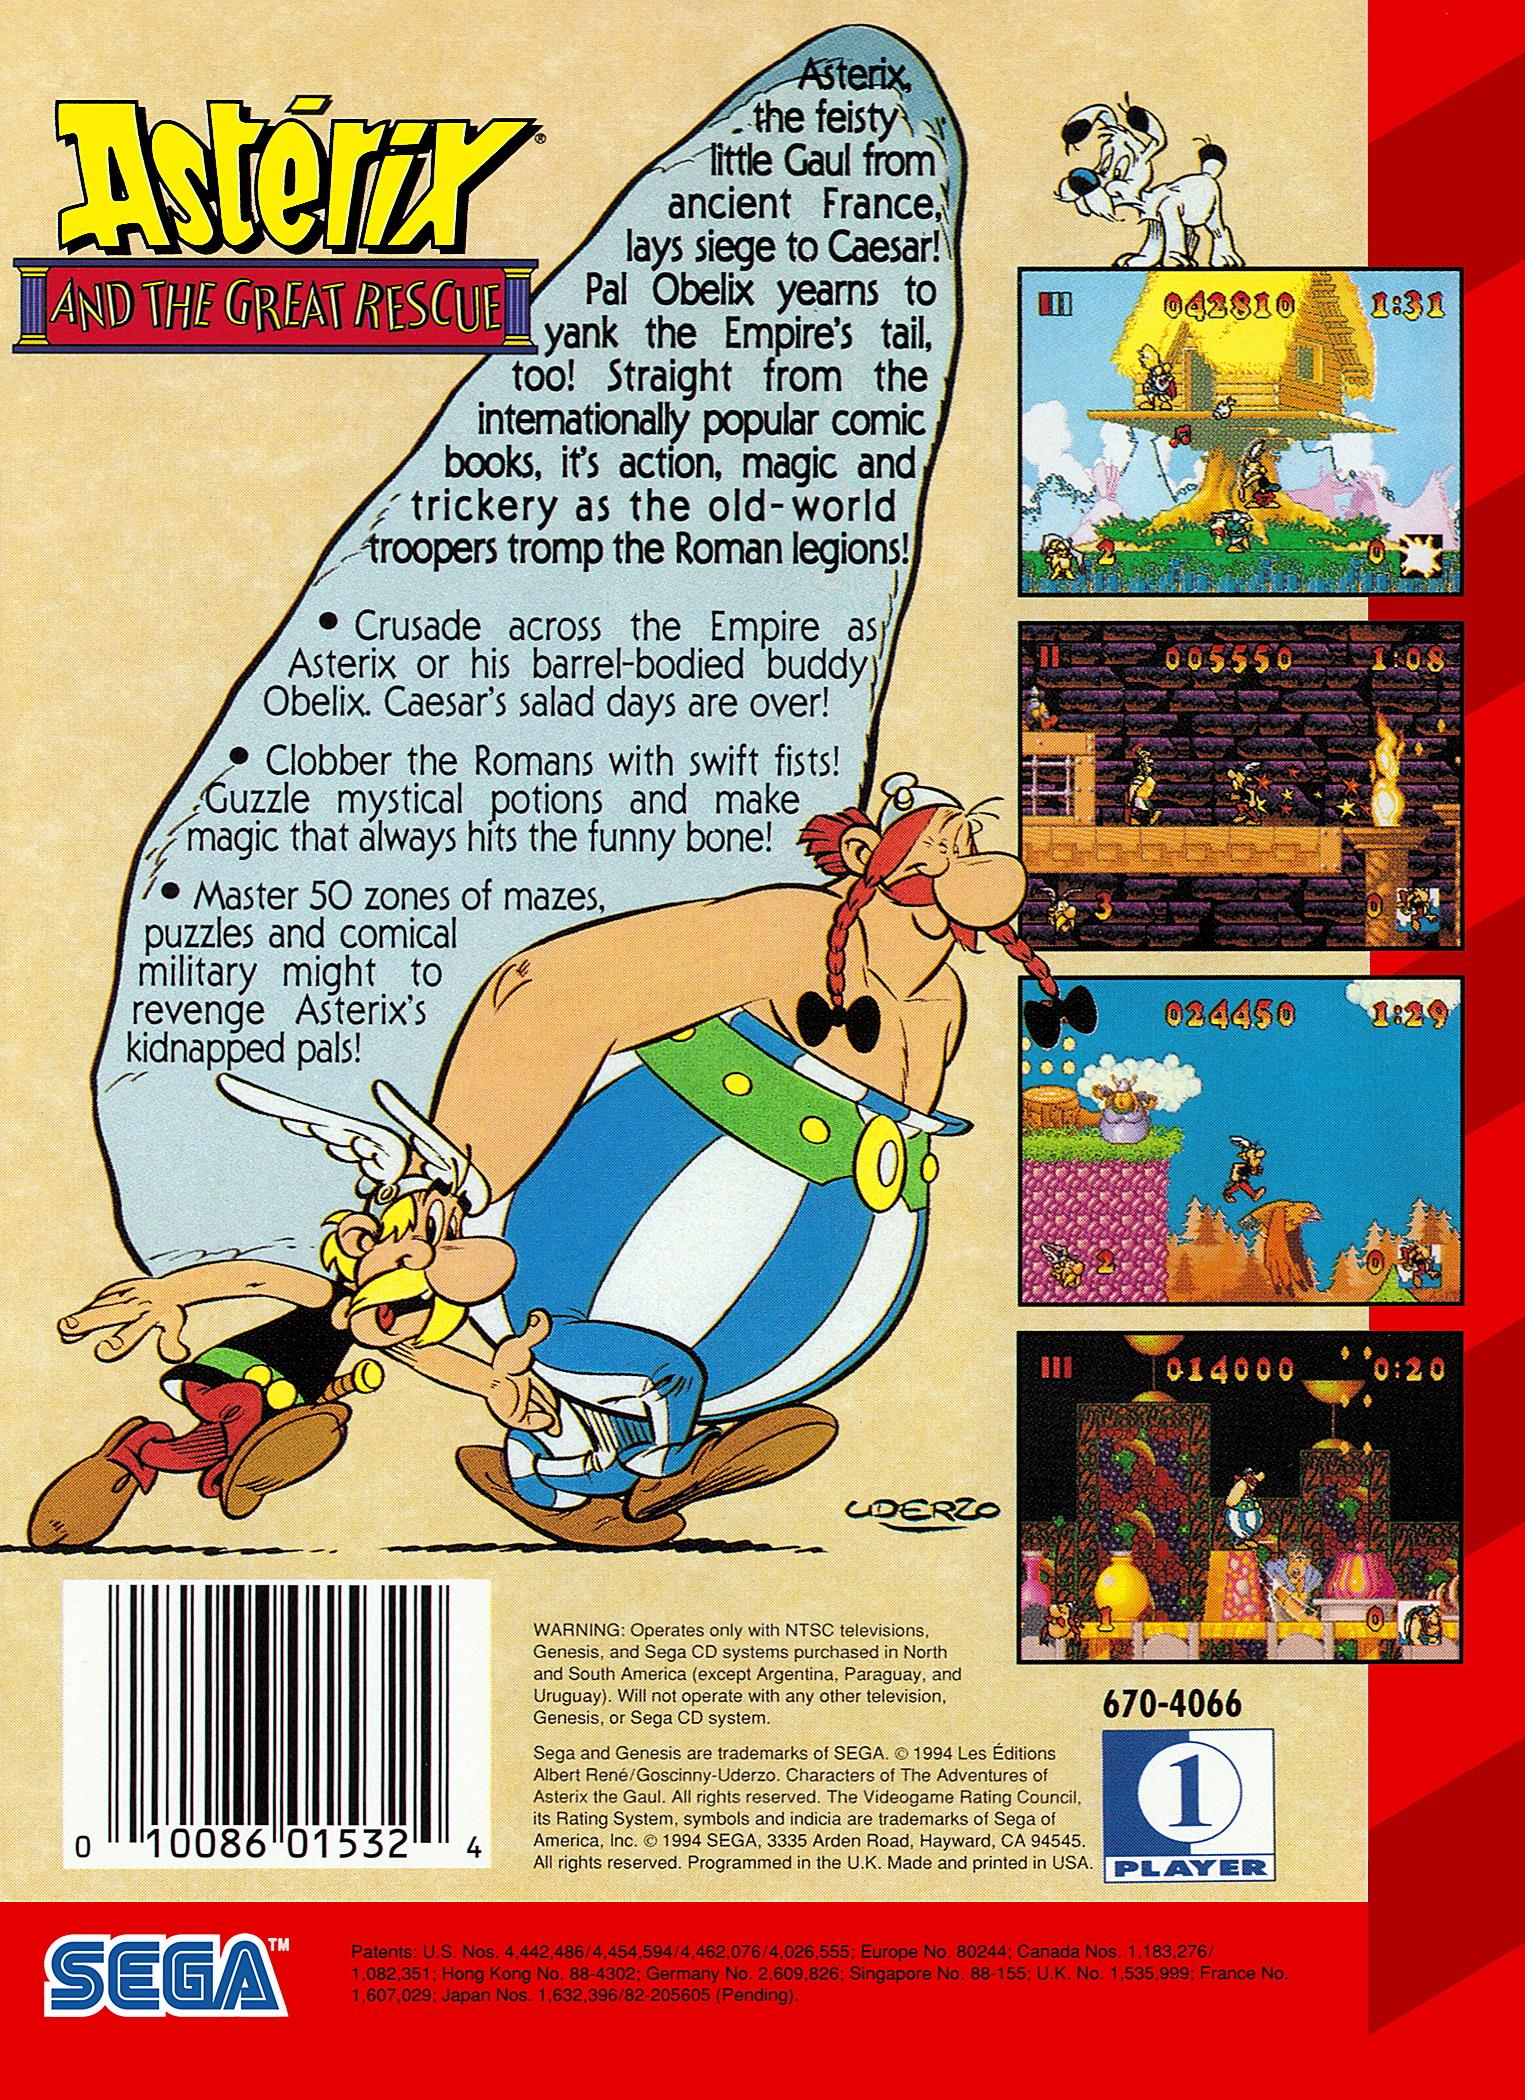 Astérix®
AND THE GREAT RESCUE
Asterix,
the feisty
little Gaul from
ancient France,
lays siege to Caesar!
Pal Obelix yearns to
yank the Empire's tail,
too! Straight from the
internationally popular comic
books, it's action, magic and
trickery as the old-world
troopers tromp the Roman legions!
• Crusade across the Empire as
Asterix or his barrel-bodied buddy
Obelix. Caesar's salad days are over!
• Clobber the Romans with swift fists!
Guzzle mystical potions and make
magic that always hits the funny bone!
• Master 50 zones of mazes,
puzzles and comical
military might to
revenge Asterix's
kidnapped pals!
UDERZO
042810 1:31
2 0
005550 1:08
3 0
024450 1:29
2 0
014000 0:20
1 0
0 10086 01532 4
WARNING: Operates only with NTSC televisions,
Genesis, and Sega CD systems purchased in North
and South America (except Argentina, Paraguay, and
Uruguay). Will not operate with any other television,
Genesis, or Sega CD system.
Sega and Genesis are trademarks of SEGA. © 1994 Les Éditions
Albert René/Goscinny-Uderzo. Characters of The Adventures of
Asterix the Gaul. All rights reserved. The Videogame Rating Council,
its Rating System, symbols and indicia are trademarks of Sega of
America, Inc. © 1994 SEGA, 3335 Arden Road, Hayward, CA 94545.
All rights reserved. Programmed in the U.K. Made and printed in USA.
670-4066
1
PLAYER
SEGA™
Patents: U.S. Nos. 4,442,486/4,454,594/4,462,076/4,026,555; Europe No. 80244; Canada Nos. 1,183,276/
1,082,351; Hong Kong No. 88-4302; Germany No. 2,609,826; Singapore No. 88-155; U.K. No. 1,535,999; France No.
1,607,029; Japan Nos. 1,632,396/82-205605 (Pending).